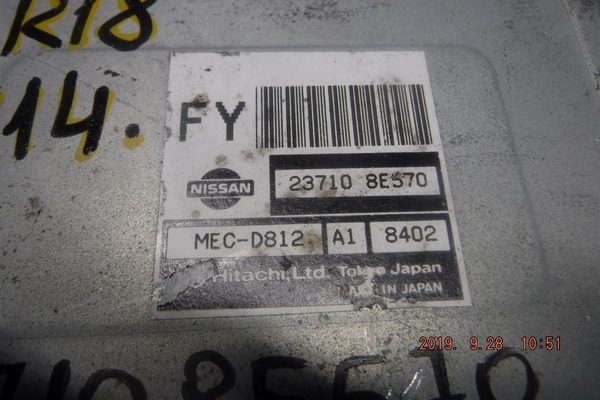 R18
14.
FY
NISSAN
23710 8E570
MEC-D812 A1 8402
Hitachi, Ltd. Tokyo Japan
MADE IN JAPAN
2019. 9.28 10:51